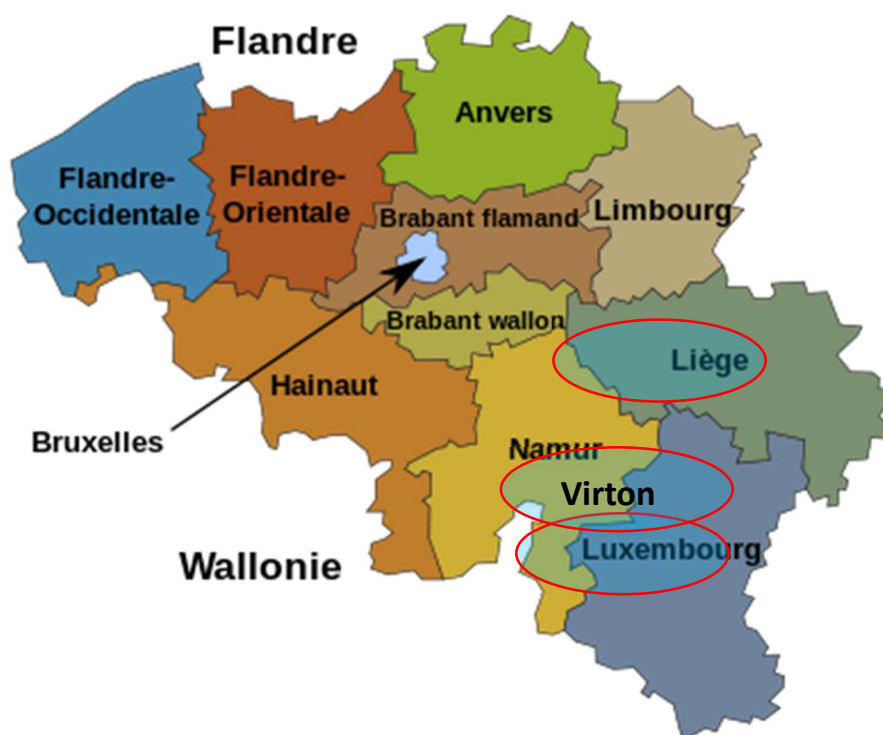 Flandre
Anvers
Flandre-
Occidentale
Flandre-
Orientale
Brabant flamand
Limbourg
Brabant wallon
Liège
Hainaut
Bruxelles
Namur
Virton
Luxembourg
Wallonie